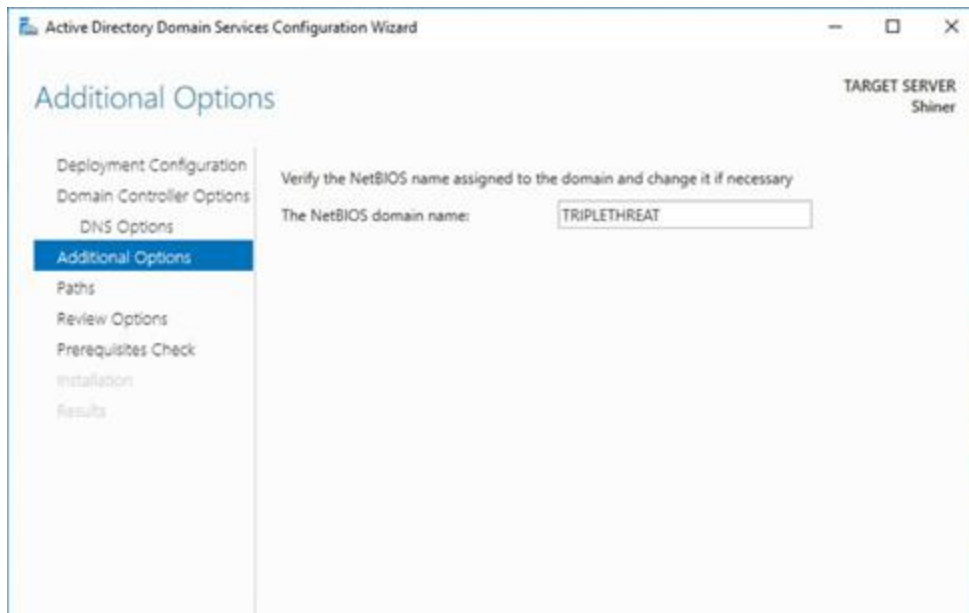 Active Directory Domain Services Configuration Wizard
Additional Options
TARGET SERVER
Shiner
Deployment Configuration
Domain Controller Options
DNS Options
Additional Options
Paths
Review Options
Prerequisites Check
Installation
Results
Verify the NetBIOS name assigned to the domain and change it if necessary
The NetBIOS domain name: TRIPLETHREAT